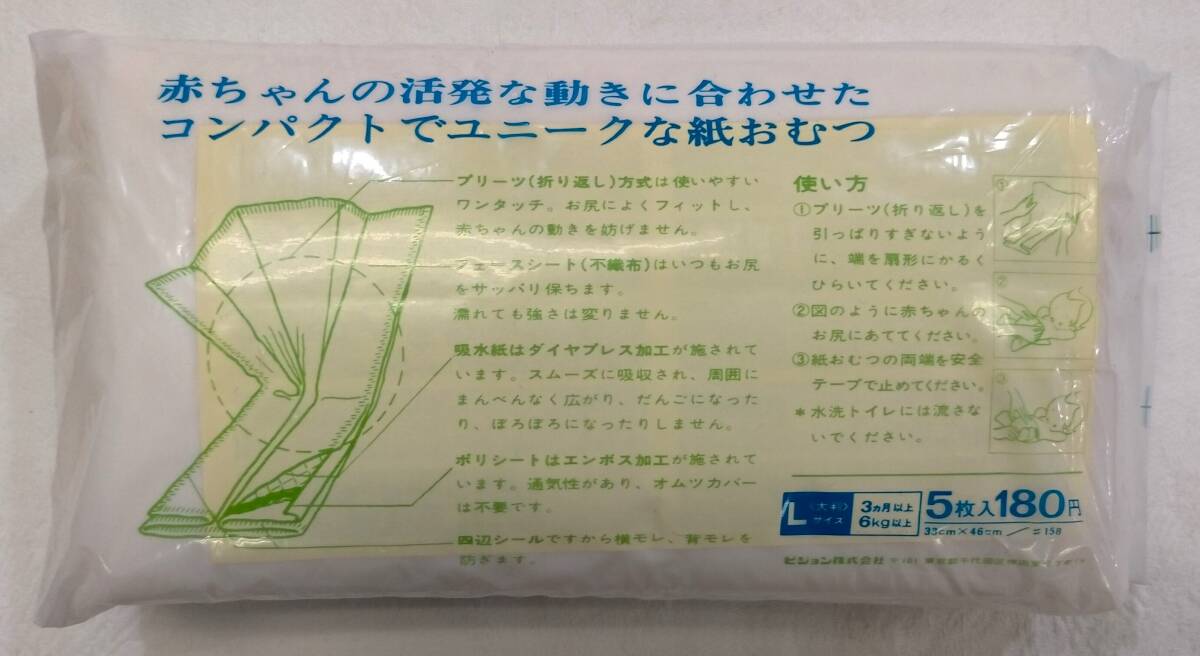 赤ちゃんの活発な動きに合わせた
コンパクトでユニークな紙おむつ
プリーツ(折り返し)方式は使いやすい
ワンタッチ。お尻によくフィットし、
赤ちゃんの動きを妨げません。
フェースシート(不織布)はいつもお尻
をサッパリ保ちます。
濡れても強さは変りません。
吸水紙はダイヤプレス加工が施されて
います。スムーズに吸収され、周囲に
まんべんなく広がり、だんごになった
り、ぼろぼろになったりしません。
ポリシートはエンボス加工が施されて
います。通気性があり、オムツカバー
は不要です。
四辺シールですから横モレ、背モレを
防ぎます。
使い方
①プリーツ(折り返し)を
引っぱりすぎないよう
に、端を扇形にかるく
ひらいてください。
②図のように赤ちゃんの
お尻にあててください。
③紙おむつの両端を安全
テープで止めてください。
*水洗トイレには流さな
いでください。
①
②
③
L(大判)サイズ
3ヵ月以上
6kg以上
5枚入180円
33cm×46cm/#158
ピジョン株式会社